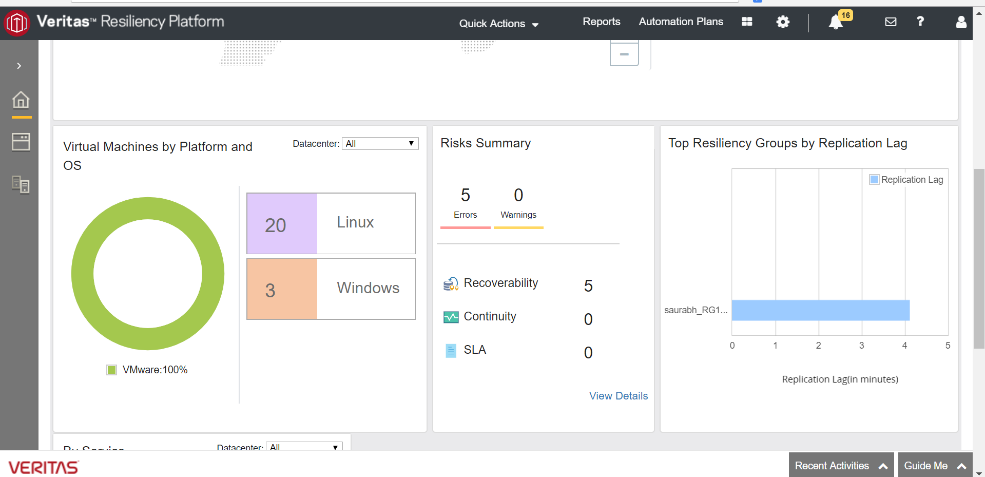 Veritas™ Resiliency Platform
Quick Actions
Reports
Automation Plans
16
?
Virtual Machines by Platform and
OS
Datacenter: All
20
Linux
3
Windows
VMware:100%
Risks Summary
5
Errors
0
Warnings
Recoverability 5
Continuity 0
SLA 0
View Details
Top Resiliency Groups by Replication Lag
Replication Lag
saurabh_RG1...
0 1 2 3 4 5
Replication Lag(in minutes)
By Service
Datacenter: All
VERITAS
Recent Activities
Guide Me